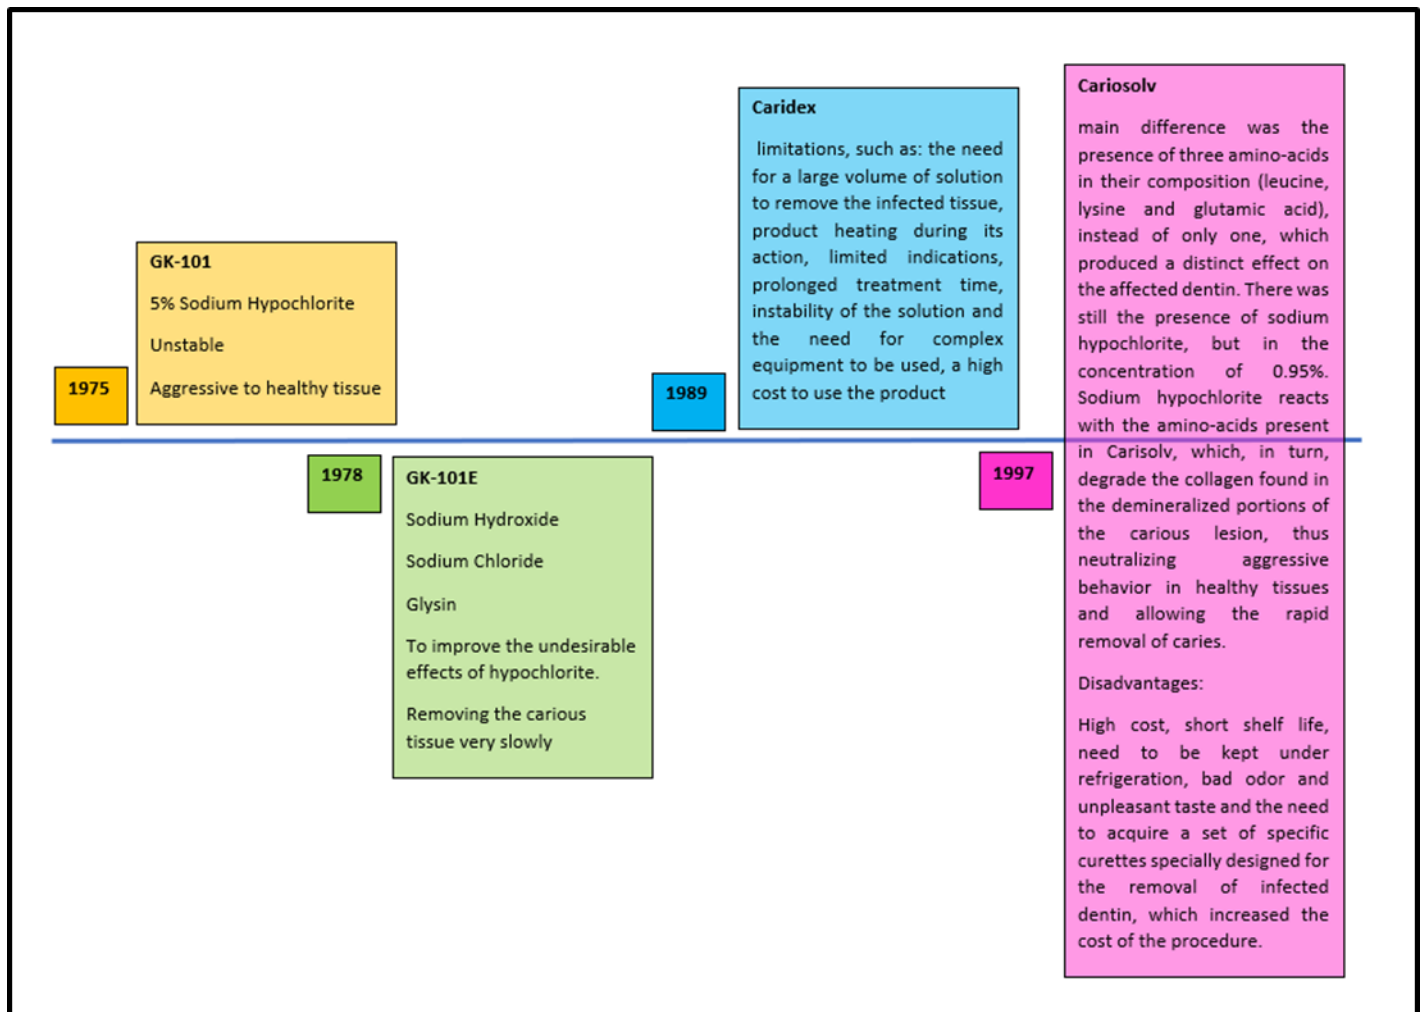 1975
GK-101
5% Sodium Hypochlorite
Unstable
Aggressive to healthy tissue
1978
GK-101E
Sodium Hydroxide
Sodium Chloride
Glysin
To improve the undesirable
effects of hypochlorite.
Removing the carious
tissue very slowly
1989
Caridex
limitations, such as: the need
for a large volume of solution
to remove the infected tissue,
product heating during its
action, limited indications,
prolonged treatment time,
instability of the solution and
the need for complex
equipment to be used, a high
cost to use the product
1997
Cariosolv
main difference was the
presence of three amino-acids
in their composition (leucine,
lysine and glutamic acid),
instead of only one, which
produced a distinct effect on
the affected dentin. There was
still the presence of sodium
hypochlorite, but in the
concentration of 0.95%.
Sodium hypochlorite reacts
with the amino-acids present
in Carisolv, which, in turn,
degrade the collagen found in
the demineralized portions of
the carious lesion, thus
neutralizing aggressive
behavior in healthy tissues
and allowing the rapid
removal of caries.
Disadvantages:
High cost, short shelf life,
need to be kept under
refrigeration, bad odor and
unpleasant taste and the need
to acquire a set of specific
curettes specially designed for
the removal of infected
dentin, which increased the
cost of the procedure.